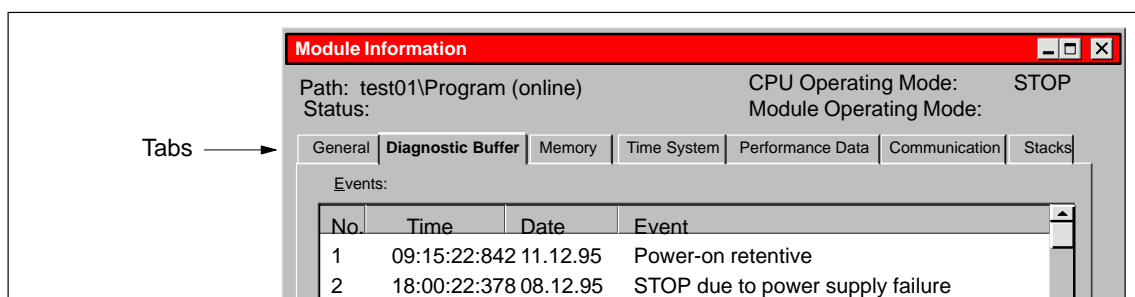 Module Information
Path: test01\Program (online) CPU Operating Mode: STOP
Status: Module Operating Mode:
Tabs General Diagnostic Buffer Memory Time System Performance Data Communication Stacks
Events:
No. Time Date Event
1 09:15:22:842 11.12.95 Power-on retentive
2 18:00:22:378 08.12.95 STOP due to power supply failure